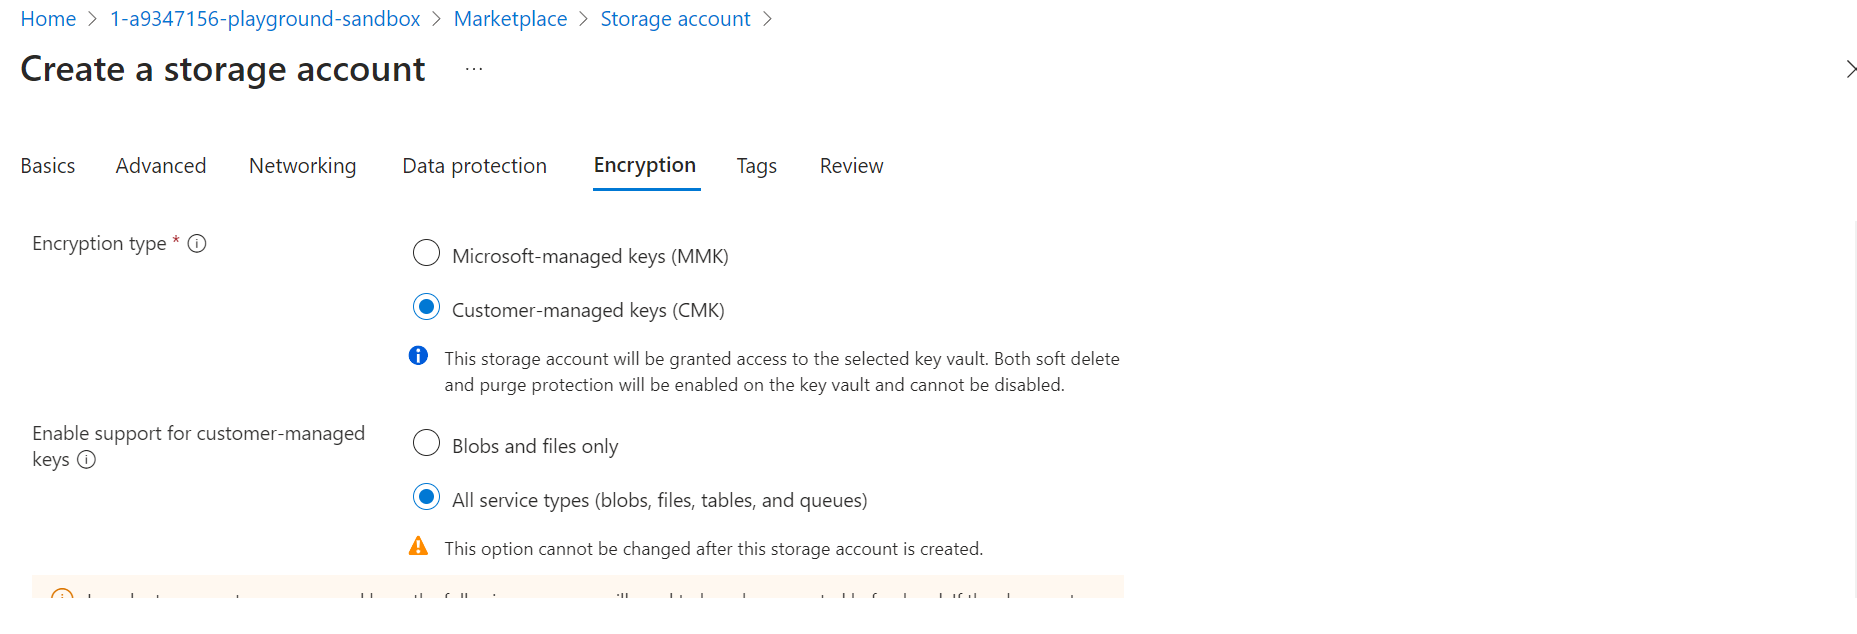 Home > 1-a9347156-playground-sandbox > Marketplace > Storage account >
Create a storage account ...
Basics Advanced Networking Data protection Encryption Tags Review
Encryption type *
Microsoft-managed keys (MMK)
Customer-managed keys (CMK)
This storage account will be granted access to the selected key vault. Both soft delete
and purge protection will be enabled on the key vault and cannot be disabled.
Enable support for customer-managed
keys
Blobs and files only
All service types (blobs, files, tables, and queues)
This option cannot be changed after this storage account is created.